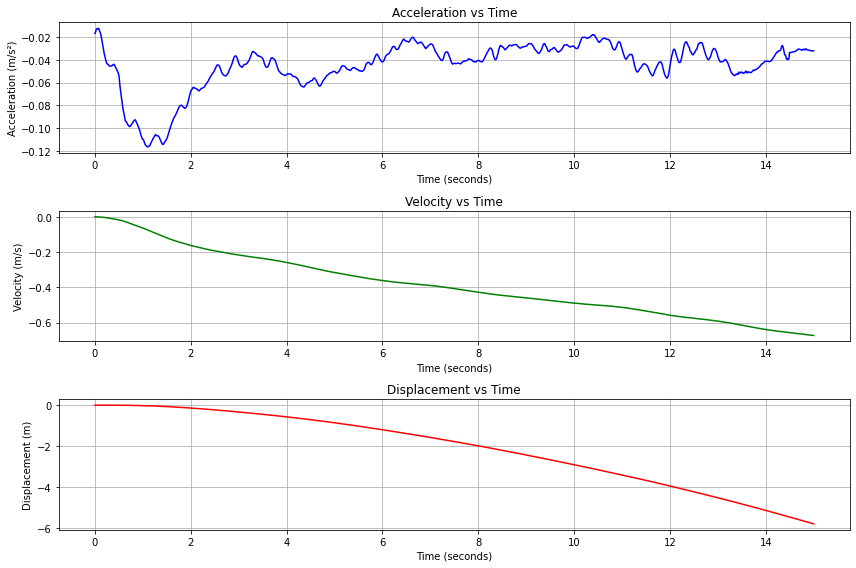 Acceleration vs Time
Acceleration (m/s²)
−0.02
−0.04
−0.06
−0.08
−0.10
−0.12
0 2 4 6 8 10 12 14
Time (seconds)
Velocity vs Time
Velocity (m/s)
0.0
−0.2
−0.4
−0.6
0 2 4 6 8 10 12 14
Time (seconds)
Displacement vs Time
Displacement (m)
0
−2
−4
−6
0 2 4 6 8 10 12 14
Time (seconds)